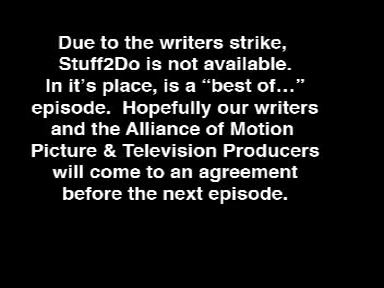 Due to the writers strike,
Stuff2Do is not available.
In it’s place, is a “best of...”
episode. Hopefully our writers
and the Alliance of Motion
Picture & Television Producers
will come to an agreement
before the next episode.